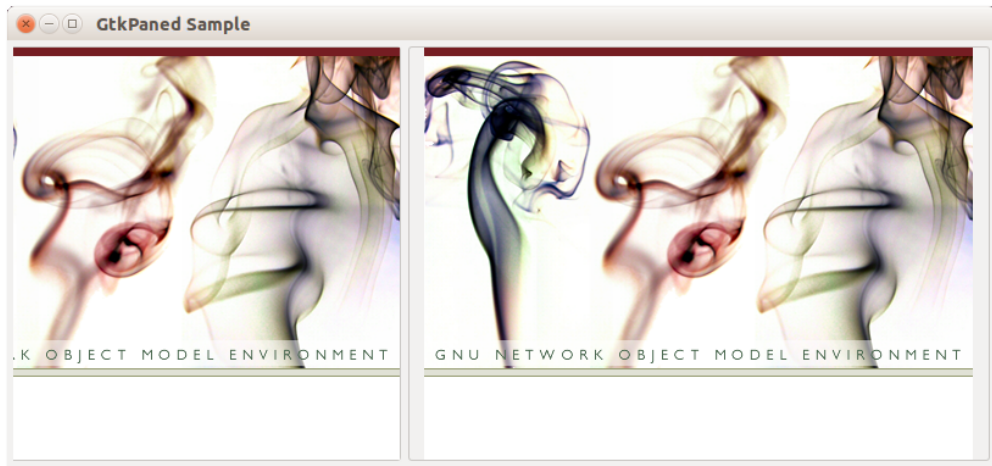 GtkPaned Sample
K OBJECT MODEL ENVIRONMENT
GNU NETWORK OBJECT MODEL ENVIRONMENT